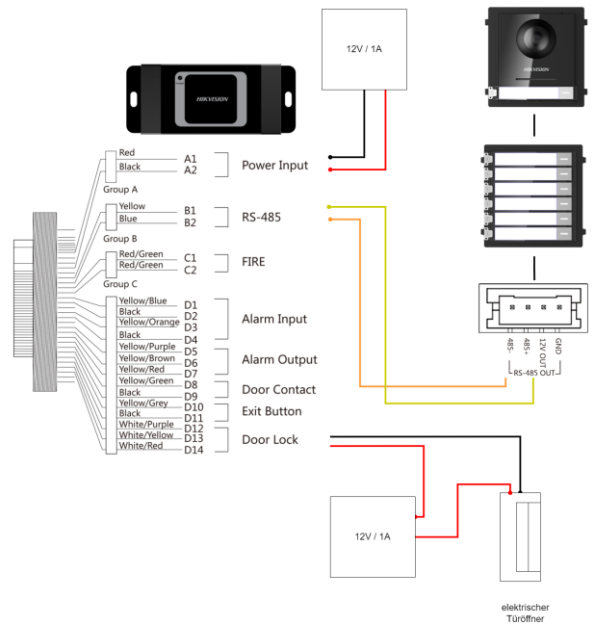 12V / 1A
HIKVISION
HIKVISION
Red
A1
Black
A2
Power Input
Group A
Yellow
B1
Blue
B2
RS-485
Group B
Red/Green
C1
Red/Green
C2
FIRE
Group C
Yellow/Blue
D1
Black
D2
Yellow/Orange
D3
Black
D4
Alarm Input
Yellow/Purple
D5
Yellow/Brown
D6
Yellow/Red
D7
Alarm Output
Yellow/Green
D8
Black
D9
Door Contact
Yellow/Grey
D10
Black
D11
Exit Button
White/Purple
D12
White/Yellow
D13
White/Red
D14
Door Lock
485-
485+
12V OUT
GND
RS-485 OUT
12V / 1A
elektrischer
Türöffner